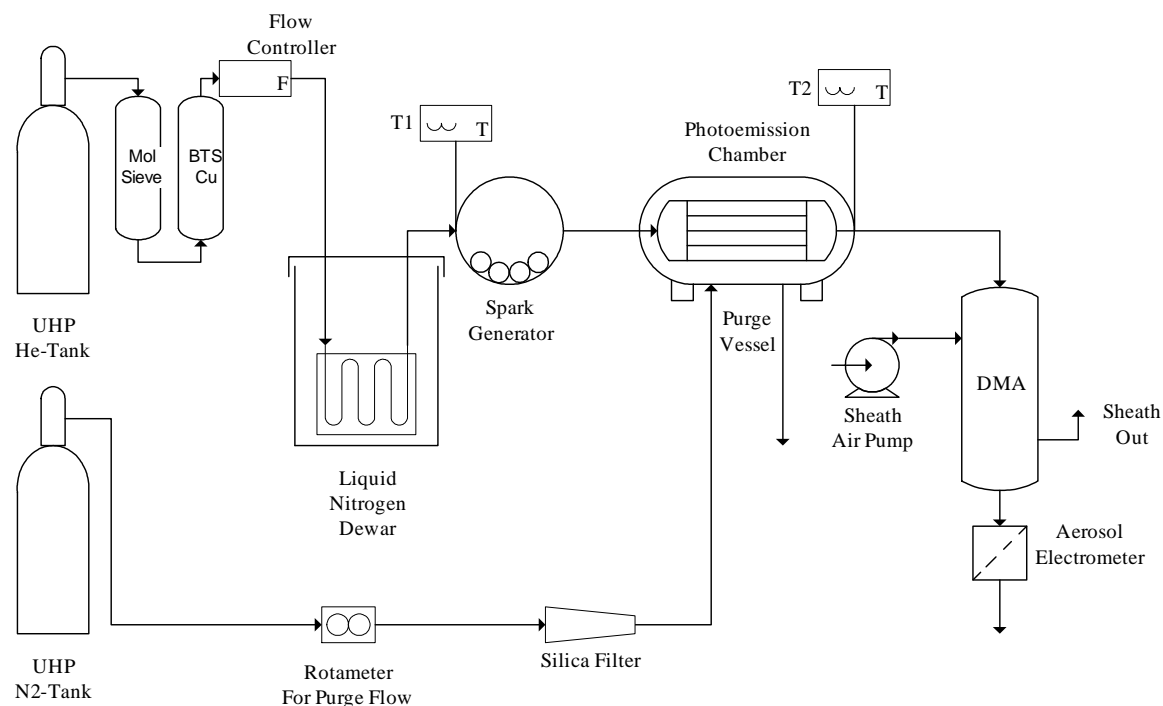 Flow
Controller
F
UHP
He-Tank
Mol
Sieve
BTS
Cu
T1
T
T2
T
Photoemission
Chamber
Spark
Generator
Purge
Vessel
Liquid
Nitrogen
Dewar
Sheath
Air Pump
DMA
Sheath
Out
Aerosol
Electrometer
UHP
N2-Tank
Rotameter
For Purge Flow
Silica Filter